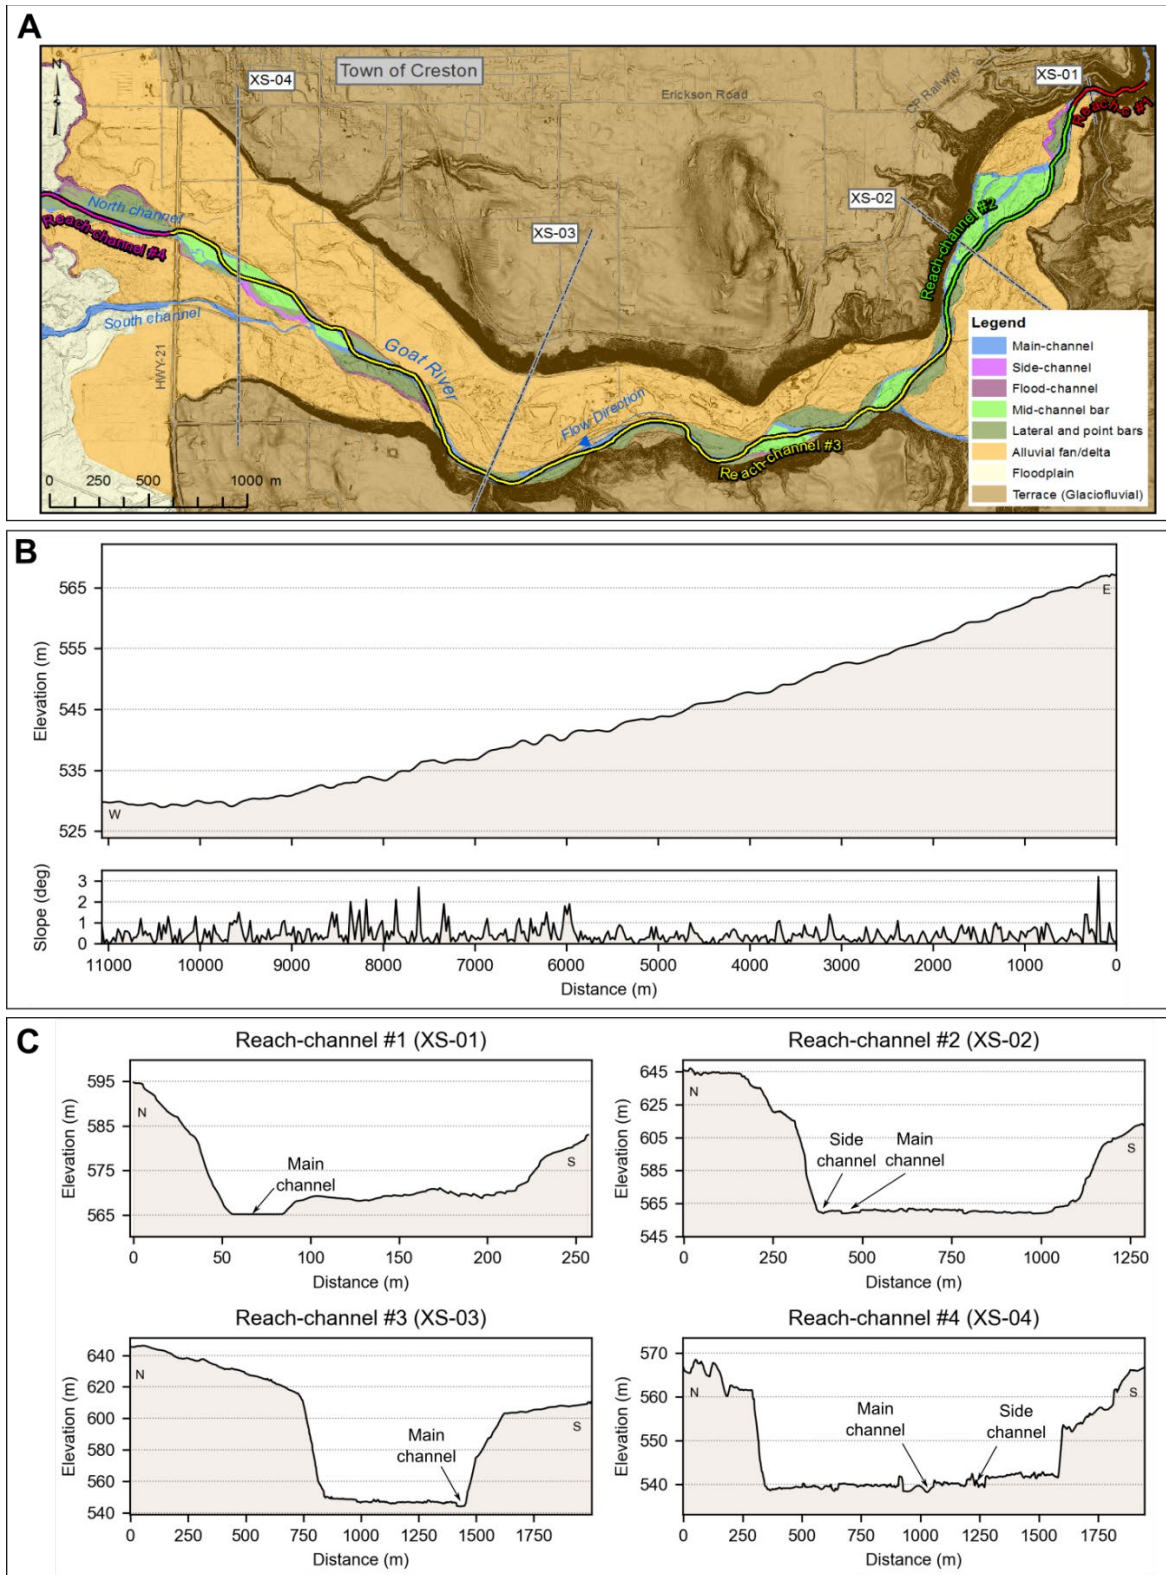 A
N
XS-04
Town of Creston
Erickson Road
CP Railway
XS-01
Reach-c #1
North channel
Reach-channel #4
South channel
HWY-21
XS-03
Goat River
Flow Direction
XS-02
Reach-channel #2
Reach-channel #3
Legend
Main-channel
Side-channel
Flood-channel
Mid-channel bar
Lateral and point bars
Alluvial fan/delta
Floodplain
Terrace (Glaciofluvial)
0 250 500 1000 m
B
Elevation (m)
565
555
545
535
525
W
E
Slope (deg)
3
2
1
0
11000 10000 9000 8000 7000 6000 5000 4000 3000 2000 1000 0
Distance (m)
C
Reach-channel #1 (XS-01)
Elevation (m)
595
585
575
565
N
Main
channel
S
0 50 100 150 200 250
Distance (m)
Reach-channel #2 (XS-02)
Elevation (m)
645
625
605
585
565
545
N
Side
channel
Main
channel
S
0 250 500 750 1000 1250
Distance (m)
Reach-channel #3 (XS-03)
Elevation (m)
640
620
600
580
560
540
N
Main
channel
S
0 250 500 750 1000 1250 1500 1750
Distance (m)
Reach-channel #4 (XS-04)
Elevation (m)
570
560
550
540
N
Main
channel
Side
channel
S
0 250 500 750 1000 1250 1500 1750
Distance (m)